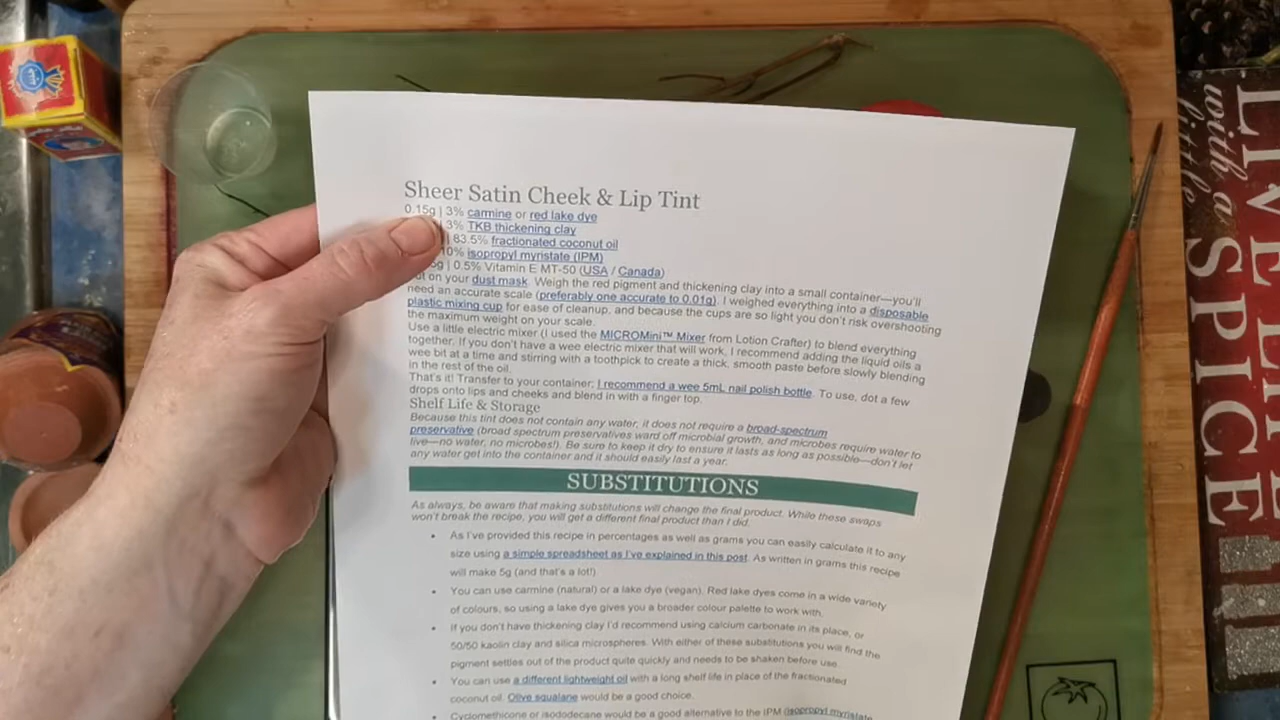 Sheer Satin Cheek & Lip Tint
0.15g | 3% carmine or red lake dye
| 3% TKB thickening clay
| 83.5% fractionated coconut oil
10% isopropyl myristate (IPM)
5g | 0.5% Vitamin E MT-50 (USA / Canada)
on your dust mask. Weigh the red pigment and thickening clay into a small container—you'll
need an accurate scale (preferably one accurate to 0.01g). I weighed everything into a disposable
plastic mixing cup for ease of cleanup, and because the cups are so light you don't risk overshooting
the maximum weight on your scale.
Use a little electric mixer (I used the MICROMini™ Mixer from Lotion Crafter) to blend everything
together. If you don't have a wee electric mixer that will work, I recommend adding the liquid oils a
wee bit at a time and stirring with a toothpick to create a thick, smooth paste before slowly blending
in the rest of the oil.
That's it! Transfer to your container; I recommend a wee 5mL nail polish bottle. To use, dot a few
drops onto lips and cheeks and blend in with a finger top.
Shelf Life & Storage
Because this tint does not contain any water, it does not require a broad-spectrum
preservative (broad spectrum preservatives ward off microbial growth, and microbes require water to
live—no water, no microbes!). Be sure to keep it dry to ensure it lasts as long as possible—don't let
any water get into the container and it should easily last a year.
SUBSTITUTIONS
As always, be aware that making substitutions will change the final product. While these swaps
won't break the recipe, you will get a different final product than I did.
• As I've provided this recipe in percentages as well as grams you can easily calculate it to any
size using a simple spreadsheet as I've explained in this post. As written in grams this recipe
will make 5g (and that's a lot!).
• You can use carmine (natural) or a lake dye (vegan). Red lake dyes come in a wide variety
of colours, so using a lake dye gives you a broader colour palette to work with.
• If you don't have thickening clay I'd recommend using calcium carbonate in its place, or
50/50 kaolin clay and silica microspheres. With either of these substitutions you will find the
pigment settles out of the product quite quickly and needs to be shaken before use.
• You can use a different lightweight oil with a long shelf life in place of the fractionated
coconut oil. Olive squalane would be a good choice.
• Cyclomethicone or isododecane would be a good alternative to the IPM (isopropyl myristate
with a
little
SPICE